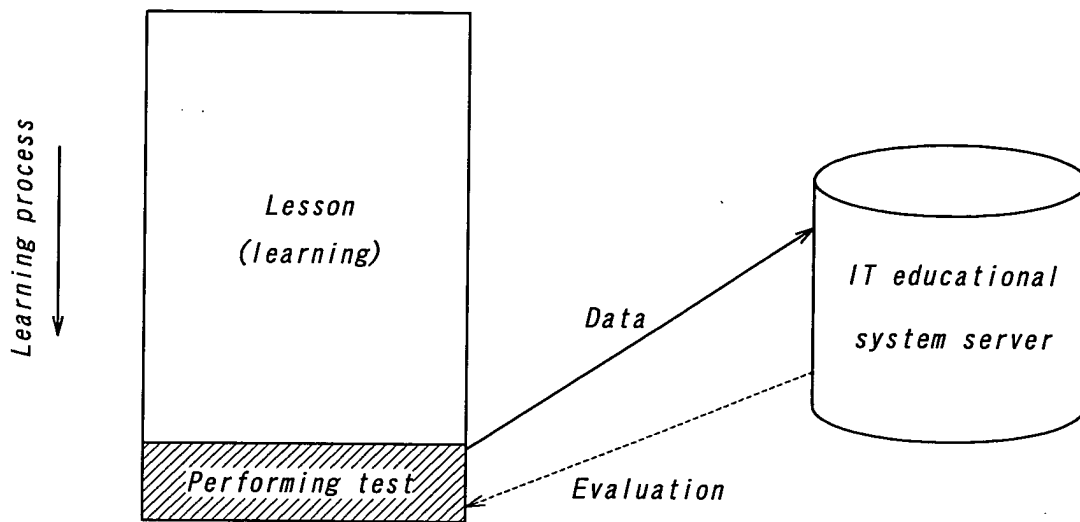 Learning process
Lesson
(learning)
Data
IT educational
system server
Performing test
Evaluation